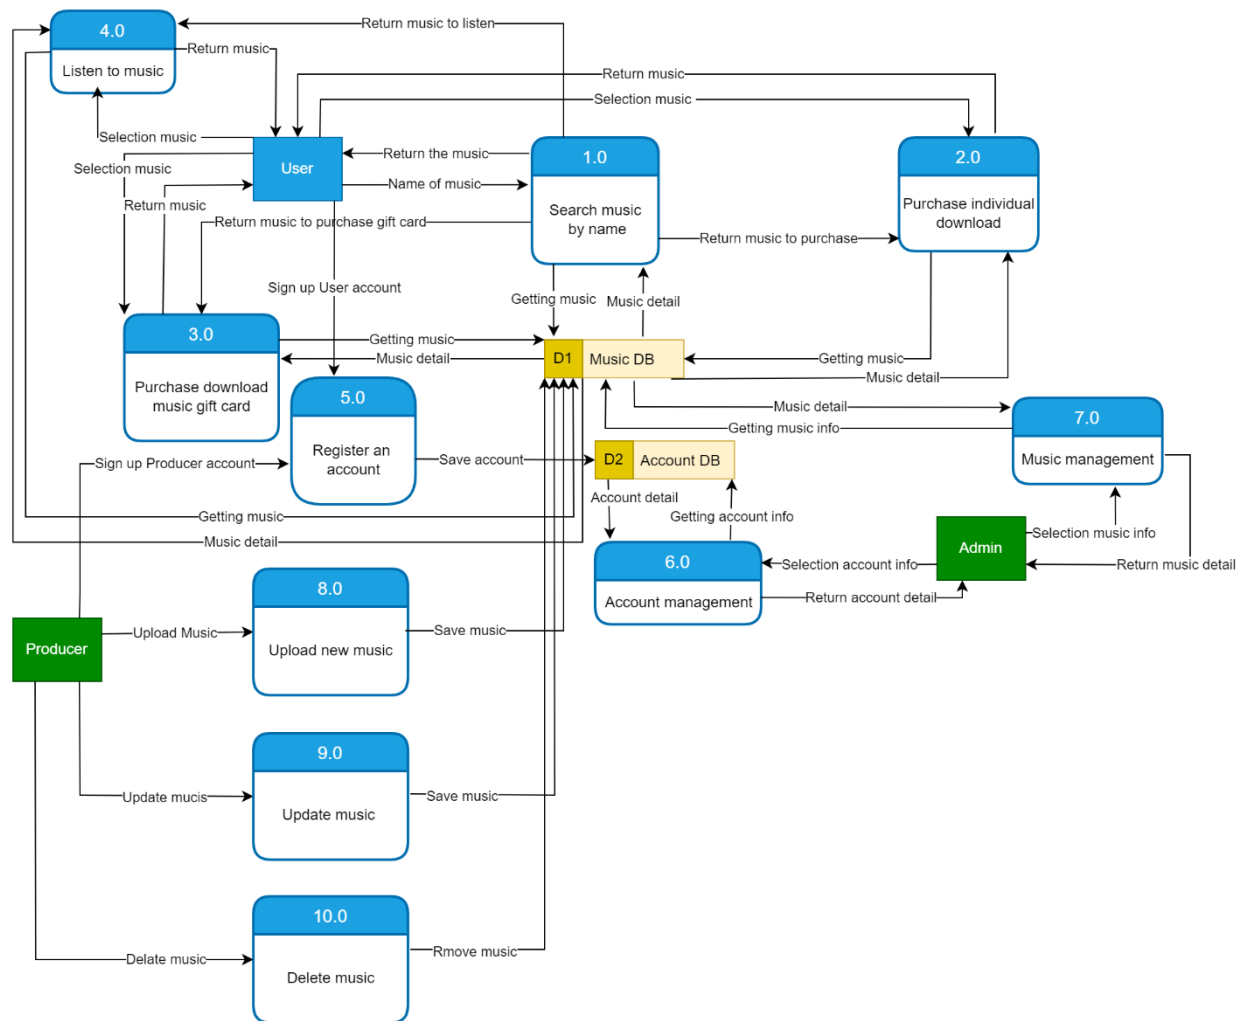 4.0
Listen to music
Return music to listen
Return music
Return music
Selection music
Selection music
Selection music
User
Return the music
Name of music
Return music
Return music to purchase gift card
1.0
Search music
by name
2.0
Purchase individual
download
Return music to purchase
Sign up User account
Getting music
Music detail
3.0
Purchase download
music gift card
Getting music
Music detail
D1
Music DB
Getting music
Music detail
5.0
Register an
account
Music detail
Getting music info
7.0
Music management
Sign up Producer account
Save account
D2
Account DB
Account detail
Getting account info
Getting music
Music detail
Admin
Selection music info
Return music detail
6.0
Account management
Selection account info
Return account detail
8.0
Upload new music
Producer
Upload Music
Save music
9.0
Update music
Update mucis
Save music
10.0
Delete music
Delate music
Rmove music